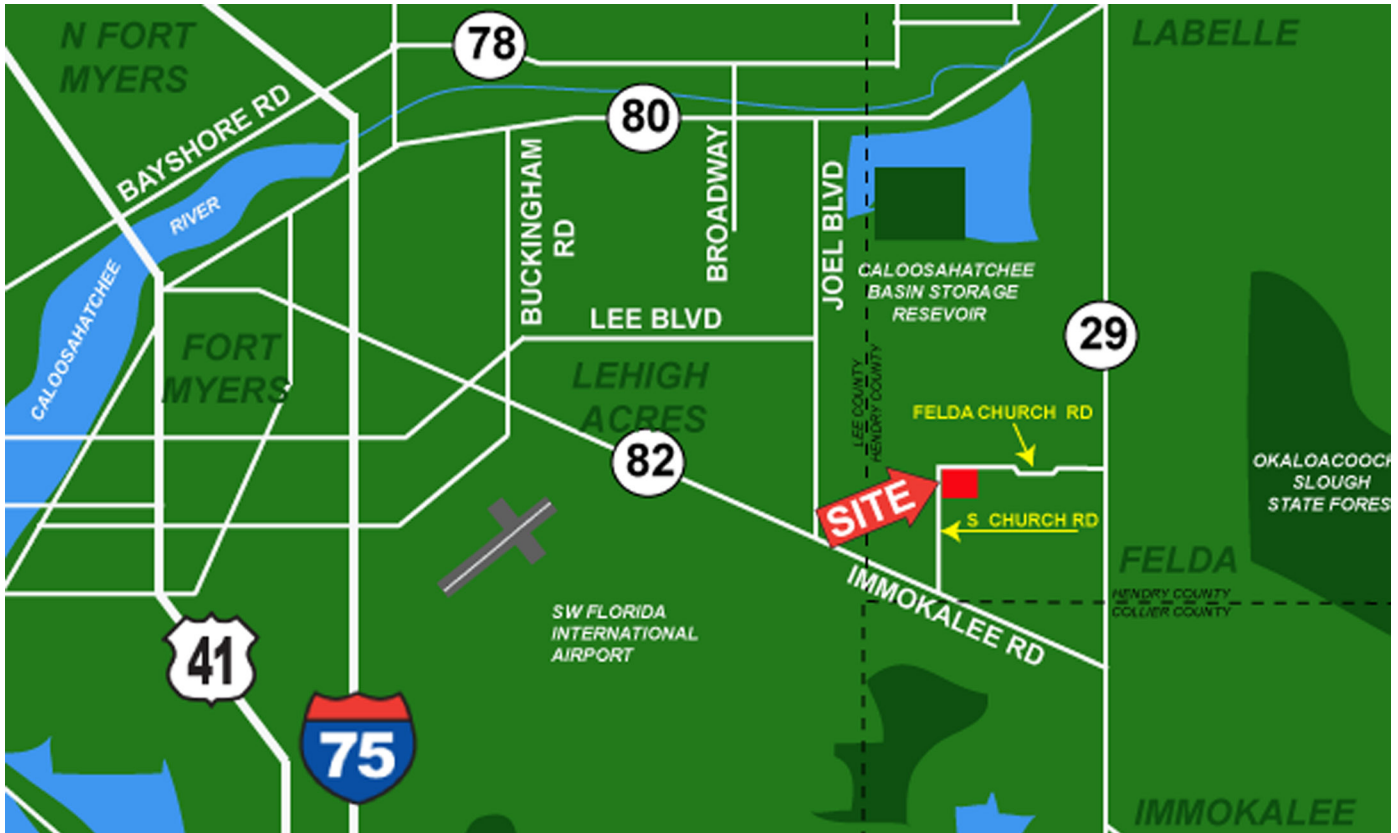 N FORT
MYERS
78
LABELLE
BAYSHORE RD
80
RIVER
CALOOSAHATCHEE
BUCKINGHAM
RD
BROADWAY
JOEL BLVD
CALOOSAHATCHEE
BASIN STORAGE
RESEVOIR
LEE BLVD
29
FORT
MYERS
LEHIGH
ACRES
LEE COUNTY
HENDRY COUNTY
FELDA CHURCH RD
82
OKALOACOOCH
SLOUGH
STATE FORES
SITE
S CHURCH RD
FELDA
IMMOKALEE RD
HENDRY COUNTY
COLLIER COUNTY
SW FLORIDA
INTERNATIONAL
AIRPORT
41
75
IMMOKALEE